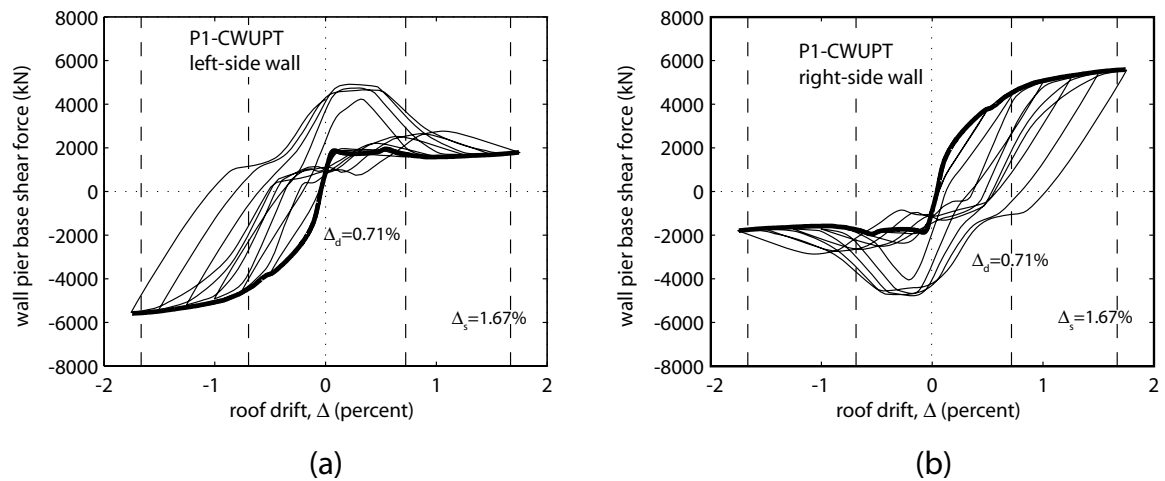 8000
6000
4000
2000
0
-2000
-4000
-6000
-8000
wall pier base shear force (kN)
P1-CWUPT
left-side wall
Δd=0.71%
Δs=1.67%
-2 -1 0 1 2
roof drift, Δ (percent)
(a)
8000
6000
4000
2000
0
-2000
-4000
-6000
-8000
wall pier base shear force (kN)
P1-CWUPT
right-side wall
Δd=0.71%
Δs=1.67%
-2 -1 0 1 2
roof drift, Δ (percent)
(b)